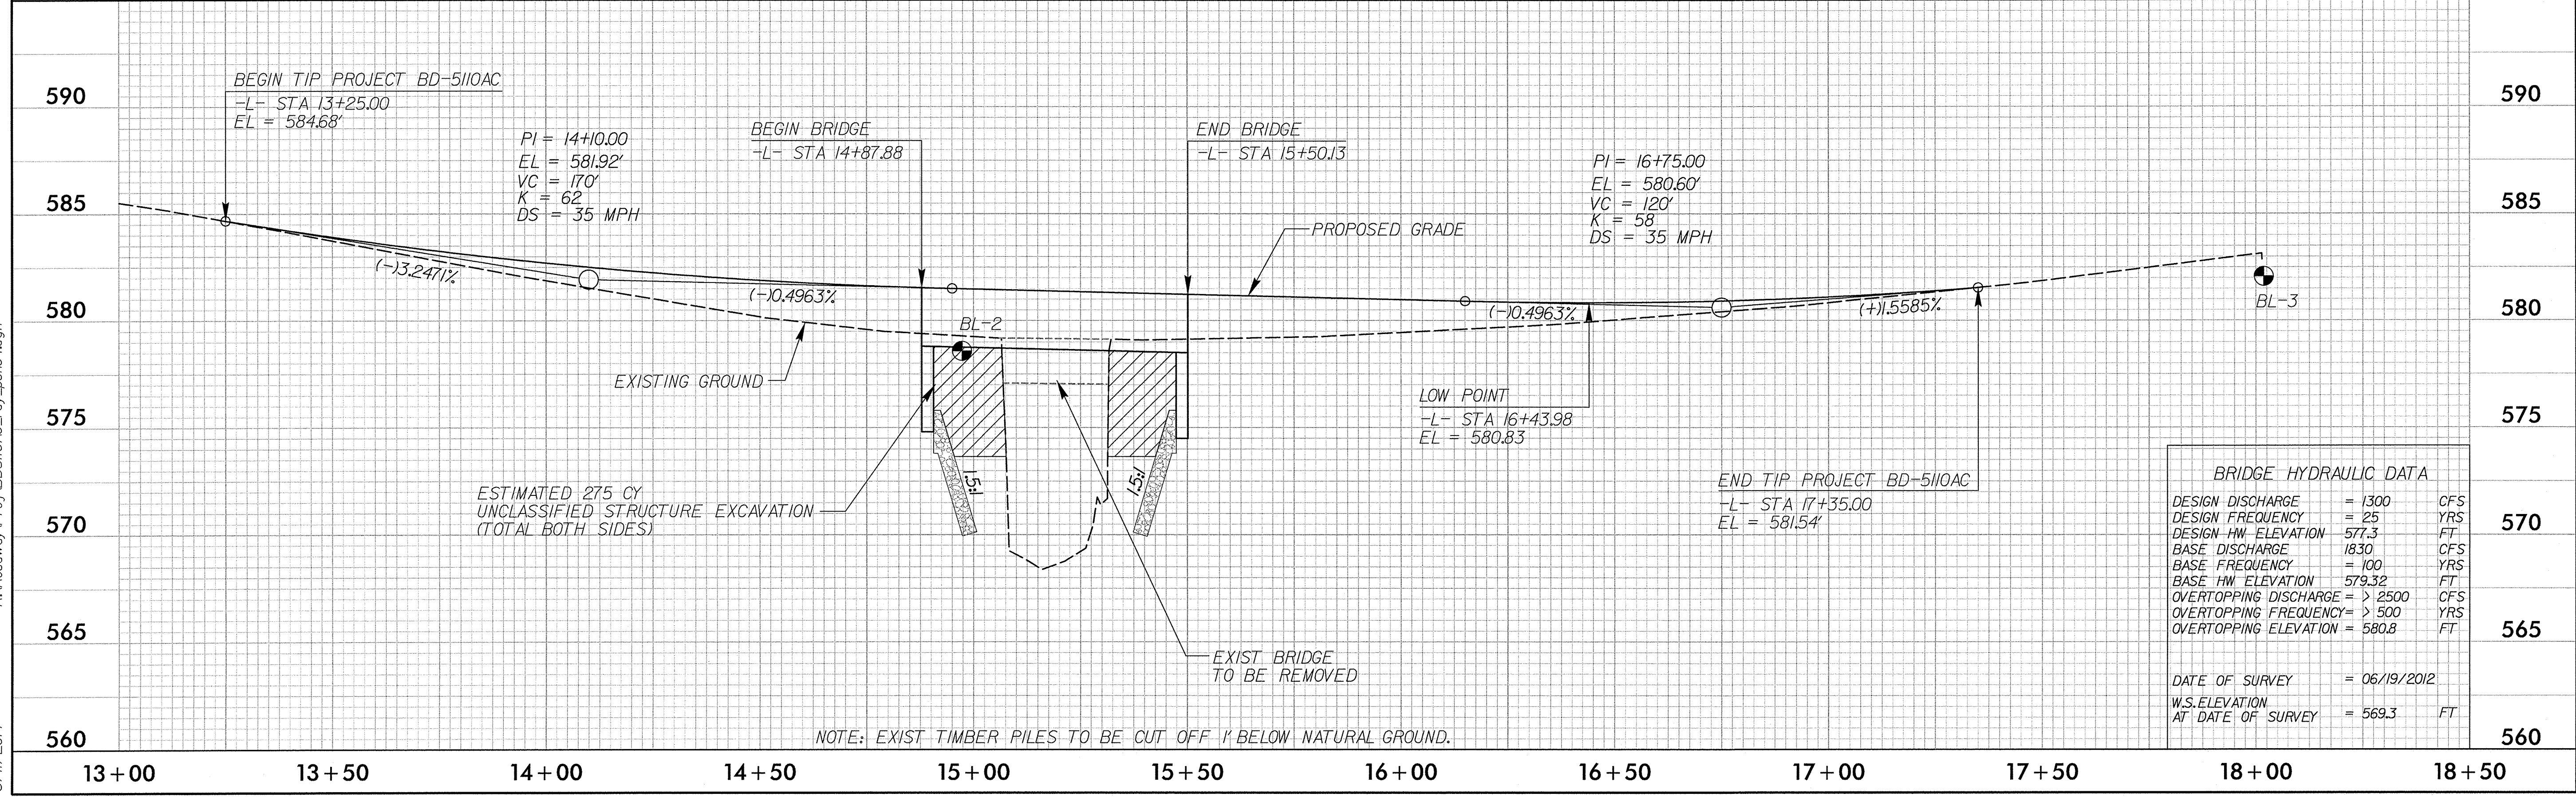 BEGIN TIP PROJECT BD-5110AC
-L- STA 13+25.00
EL = 584.68'
PI = 14+10.00
EL = 581.92'
VC = 170'
K = 62
DS = 35 MPH
BEGIN BRIDGE
-L- STA 14+87.88
END BRIDGE
-L- STA 15+50.13
PI = 16+75.00
EL = 580.60'
VC = 120'
K = 58
DS = 35 MPH
PROPOSED GRADE
(-)3.2471%
(-)0.4963%
(-)0.4963%
(+)1.5585%
BL-2
BL-3
EXISTING GROUND
LOW POINT
-L- STA 16+43.98
EL = 580.83
1.5:1
1.5:1
ESTIMATED 275 CY
UNCLASSIFIED STRUCTURE EXCAVATION
(TOTAL BOTH SIDES)
END TIP PROJECT BD-5110AC
-L- STA 17+35.00
EL = 581.54'
EXIST BRIDGE
TO BE REMOVED
NOTE: EXIST TIMBER PILES TO BE CUT OFF 1' BELOW NATURAL GROUND.
BRIDGE HYDRAULIC DATA
DESIGN DISCHARGE = 1300 CFS
DESIGN FREQUENCY = 25 YRS
DESIGN HW ELEVATION 577.3 FT
BASE DISCHARGE 1830 CFS
BASE FREQUENCY = 100 YRS
BASE HW ELEVATION 579.32 FT
OVERTOPPING DISCHARGE = > 2500 CFS
OVERTOPPING FREQUENCY= > 500 YRS
OVERTOPPING ELEVATION = 580.8 FT
DATE OF SURVEY = 06/19/2012
W.S.ELEVATION
AT DATE OF SURVEY = 569.3 FT
590
585
580
575
570
565
560
590
585
580
575
570
565
560
13+00
13+50
14+00
14+50
15+00
15+50
16+00
16+50
17+00
17+50
18+00
18+50